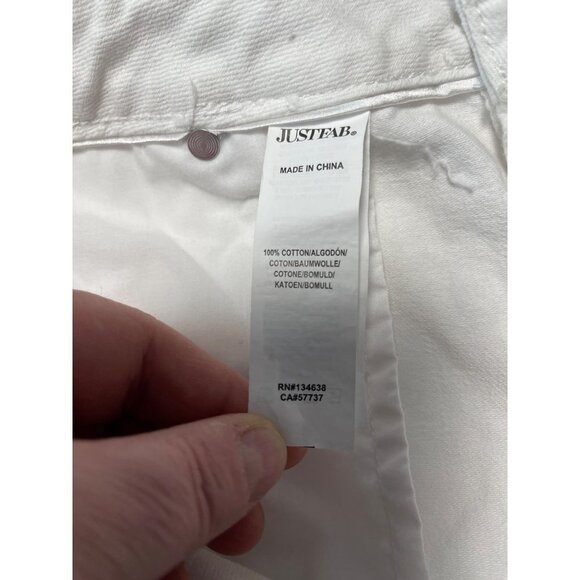 JUSTFAB®
MADE IN CHINA
100% COTTON/ALGODÓN/
COTON/BAUMWOLLE/
COTONE/BOMULD/
KATOEN/BOMULL
RN#134638
CA#57737